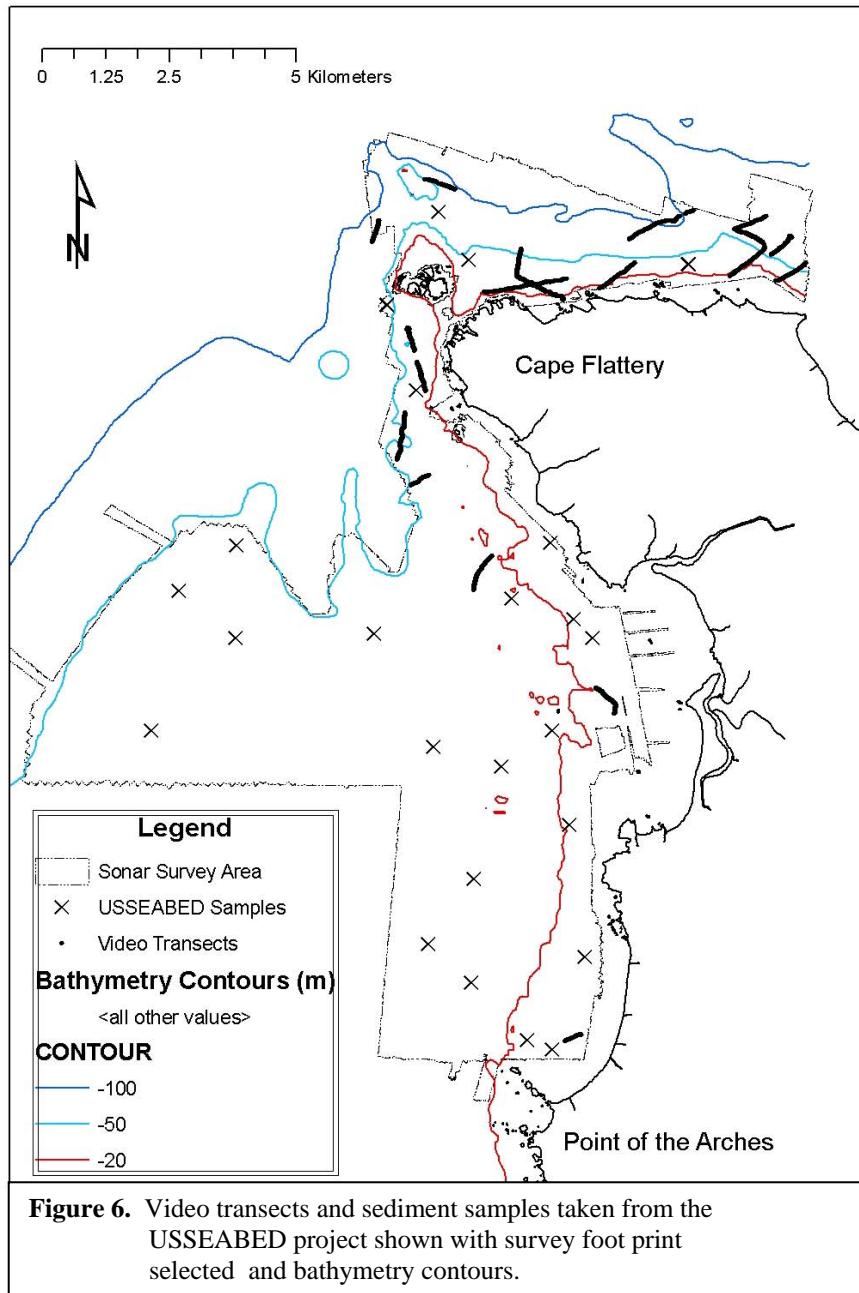 0 1.25 2.5 5 Kilometers
N
Cape Flattery
Legend
Sonar Survey Area
USSEABED Samples
Video Transects
Bathymetry Contours (m)
<all other values>
CONTOUR
-100
-50
-20
Point of the Arches
Figure 6. Video transects and sediment samples taken from the
USSEABED project shown with survey foot print
selected and bathymetry contours.